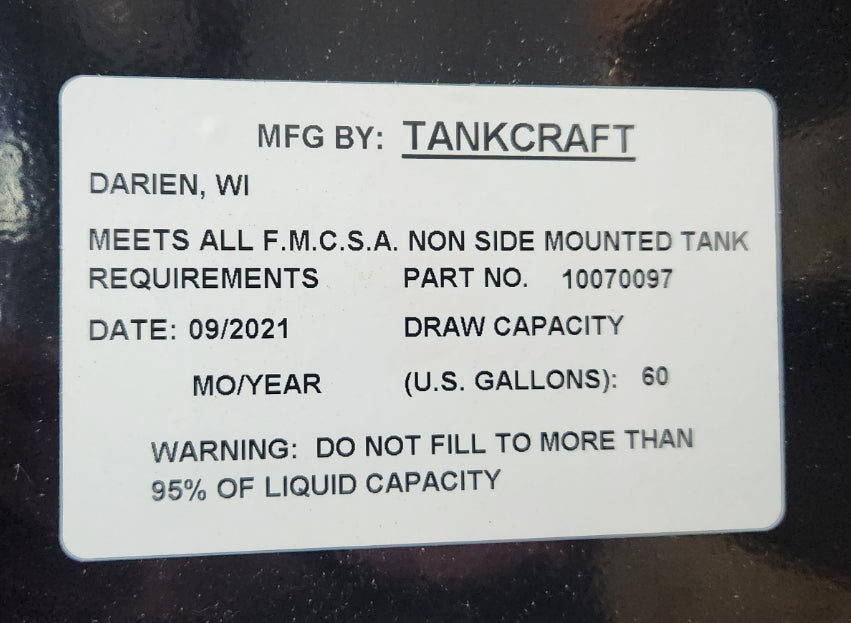 MFG BY: TANKCRAFT
DARIEN, WI
MEETS ALL F.M.C.S.A. NON SIDE MOUNTED TANK
REQUIREMENTS PART NO. 10070097
DATE: 09/2021 DRAW CAPACITY
MO/YEAR (U.S. GALLONS): 60
WARNING: DO NOT FILL TO MORE THAN
95% OF LIQUID CAPACITY